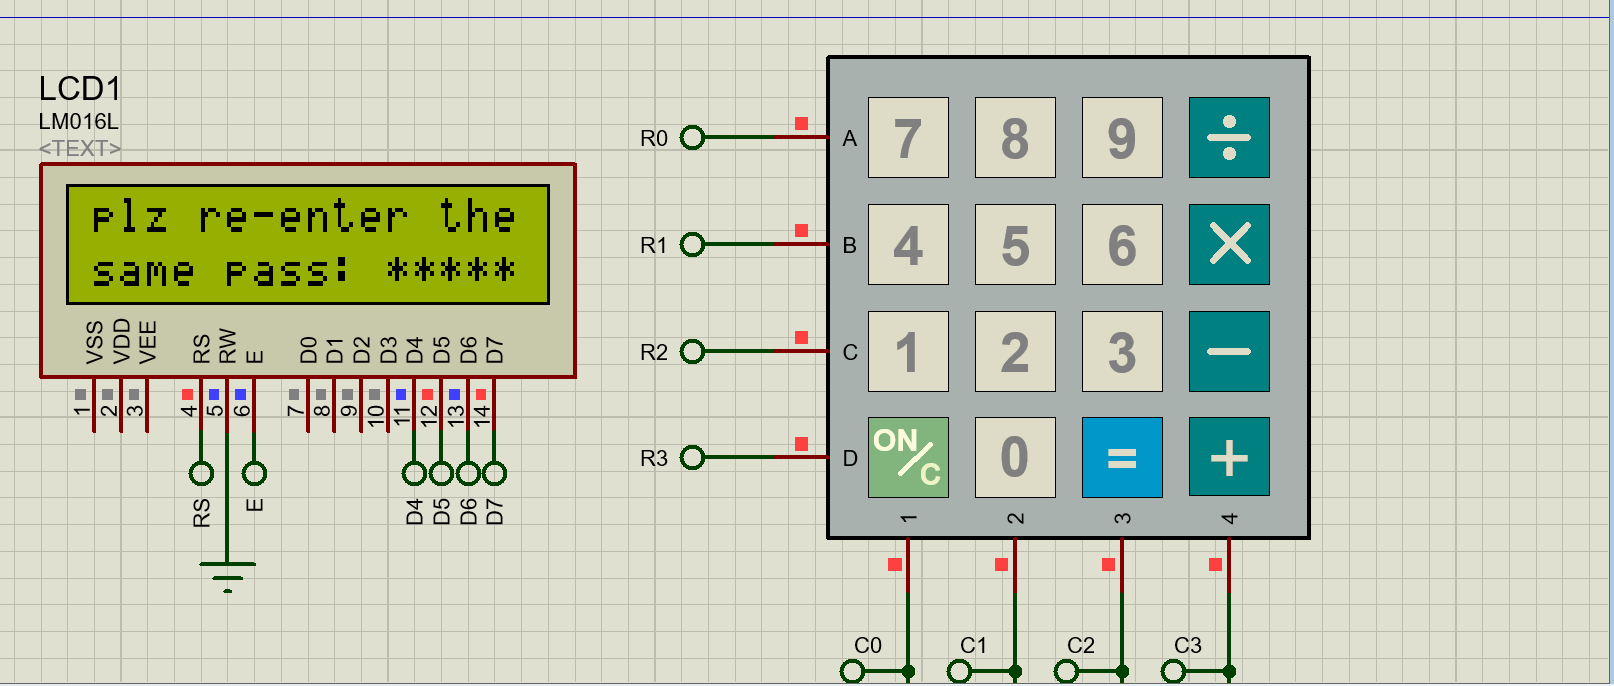 LCD1
LM016L
<TEXT>
plz re-enter the
same pass: *****
VSS VDD VEE RS RW E D0 D1 D2 D3 D4 D5 D6 D7
1 2 3 4 5 6 7 8 9 10 11 12 13 14
RS E D4 D5 D6 D7
R0 A 7 8 9 ÷
R1 B 4 5 6 ×
R2 C 1 2 3 −
R3 D ON/C 0 = +
1 2 3 4
C0 C1 C2 C3